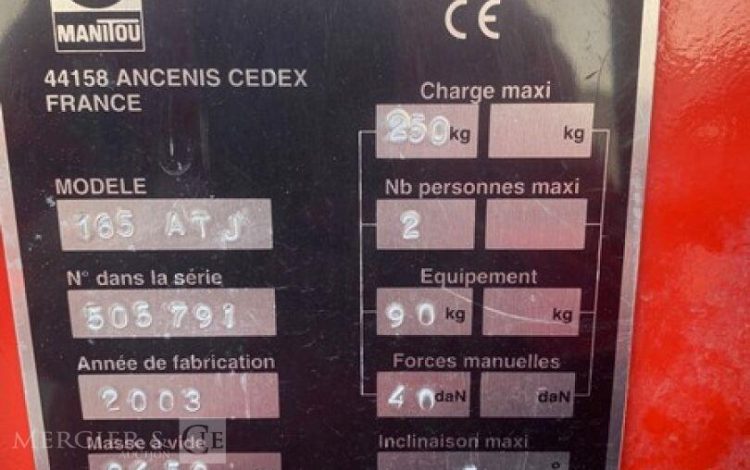 MANITOU
CE
44158 ANCENIS CEDEX
FRANCE
Charge maxi
250 kg
kg
MODELE
165 ATJ
Nb personnes maxi
2
N° dans la série
505791
Equipement
90 kg
kg
Année de fabrication
2003
Forces manuelles
40 daN
daN
Masse à vide
Inclinaison maxi
MERCIER & Cie
AUCTION